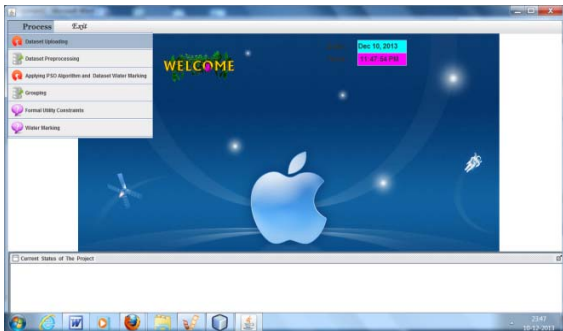 Process Exit
Dataset Uploading
Dataset Preprocessing
Applying PSO Algorithm and Dataset Water Marking
Grouping
Formal Utility Constraints
Water Marking
WELCOME
Dec 10, 2013
11:47:54 PM
Current Status of The Project
23:47
10-12-2013